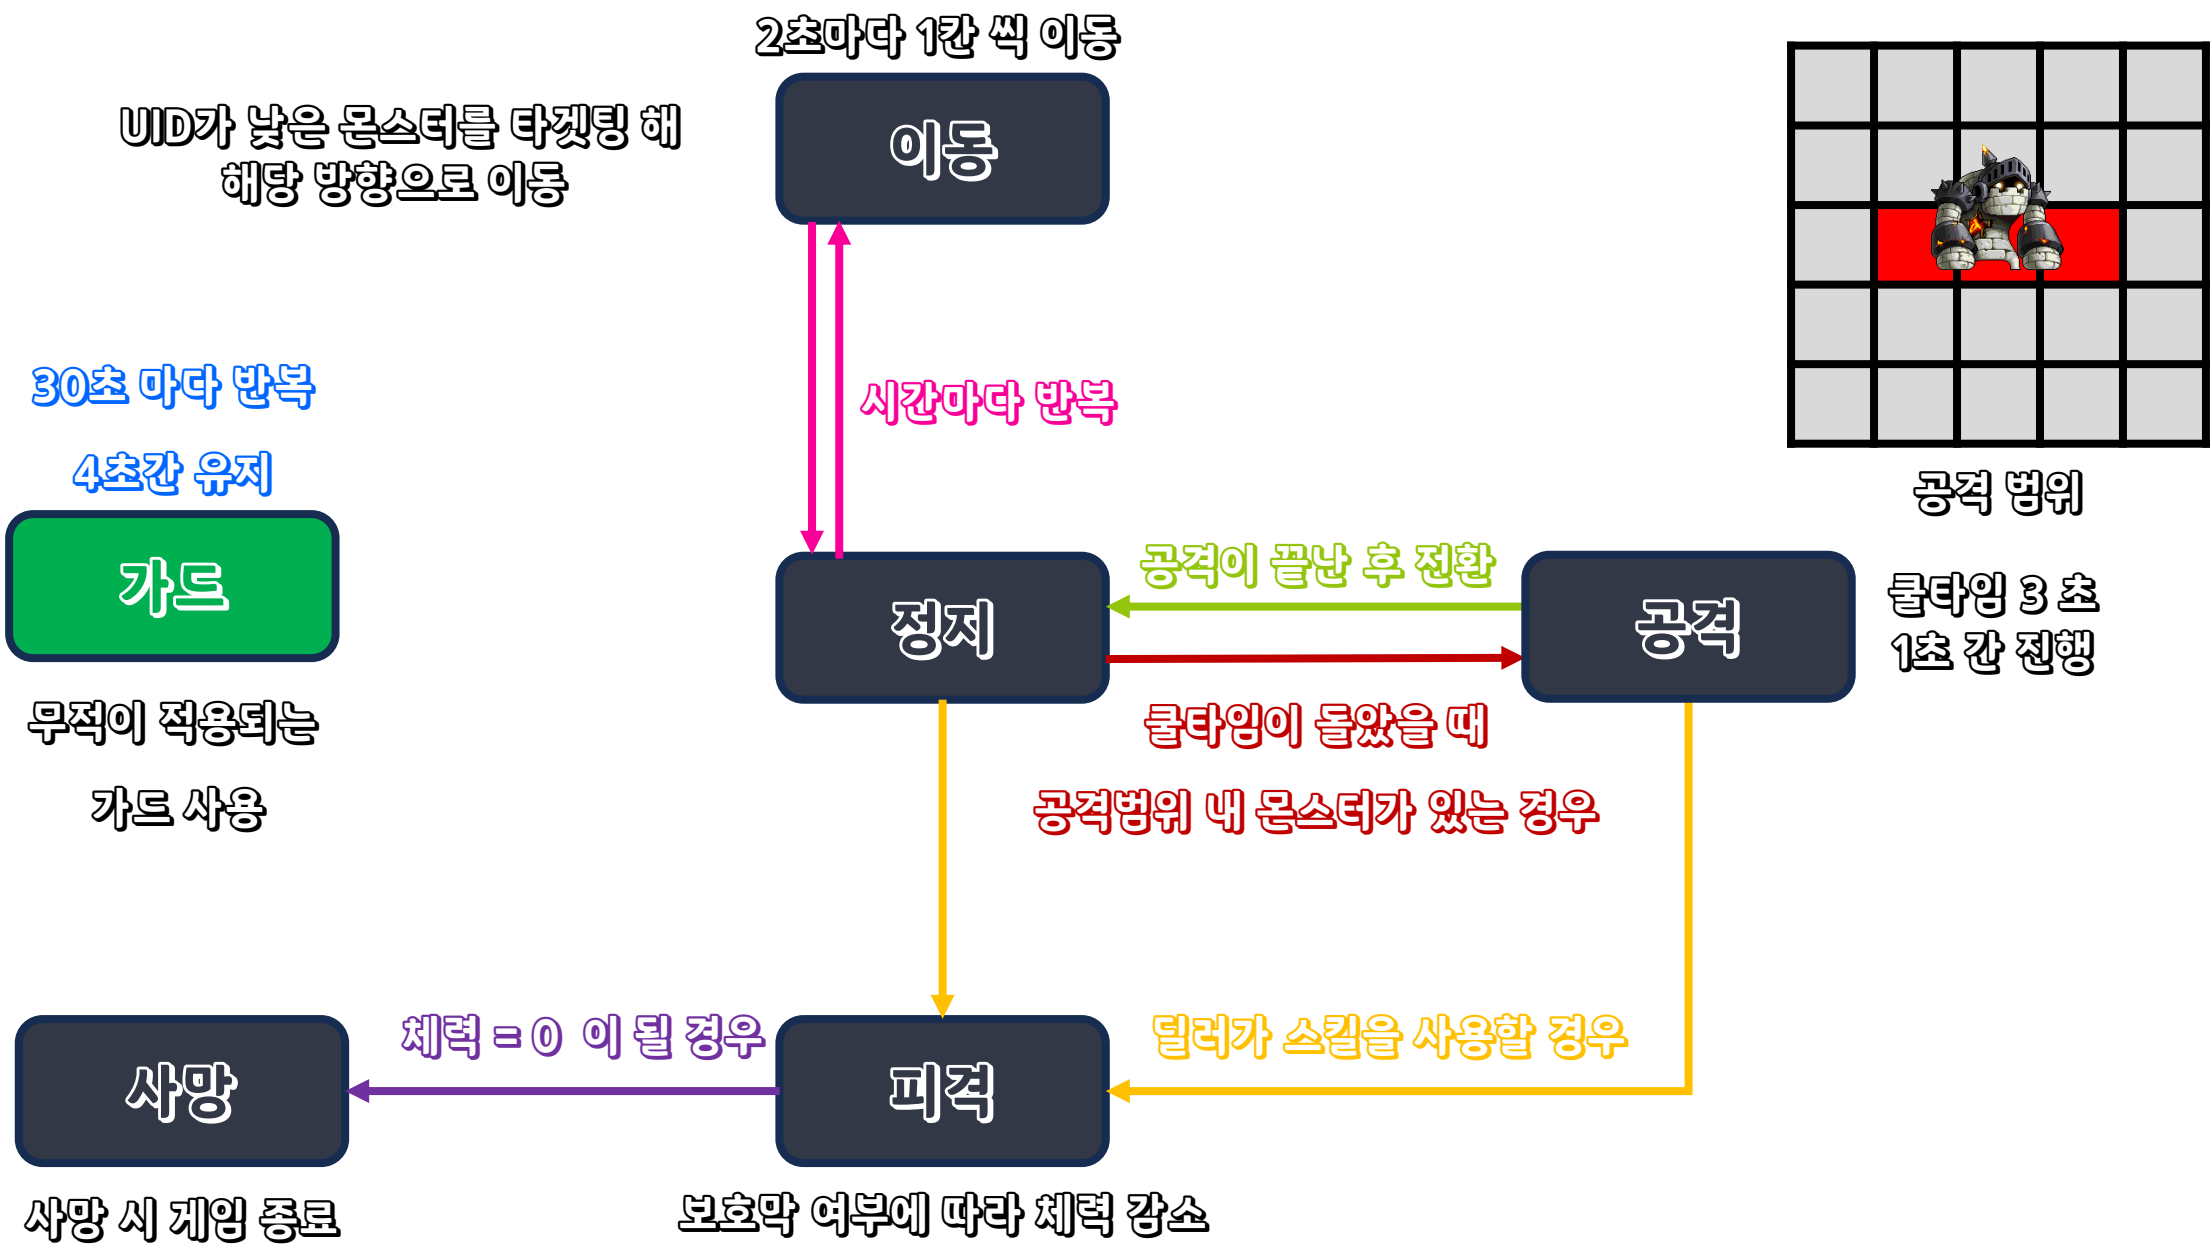 2초마다 1칸 씩 이동
이동
UID가 낮은 몬스터를 타겟팅 해
해당 방향으로 이동
시간마다 반복
30초 마다 반복
4초간 유지
가드
무적이 적용되는
가드 사용
정지
공격이 끝난 후 전환
쿨타임이 돌았을 때
공격범위 내 몬스터가 있는 경우
공격
공격 범위
쿨타임 3 초
1초 간 진행
사망
사망 시 게임 종료
체력 = 0 이 될 경우
피격
보호막 여부에 따라 체력 감소
딜러가 스킬을 사용할 경우